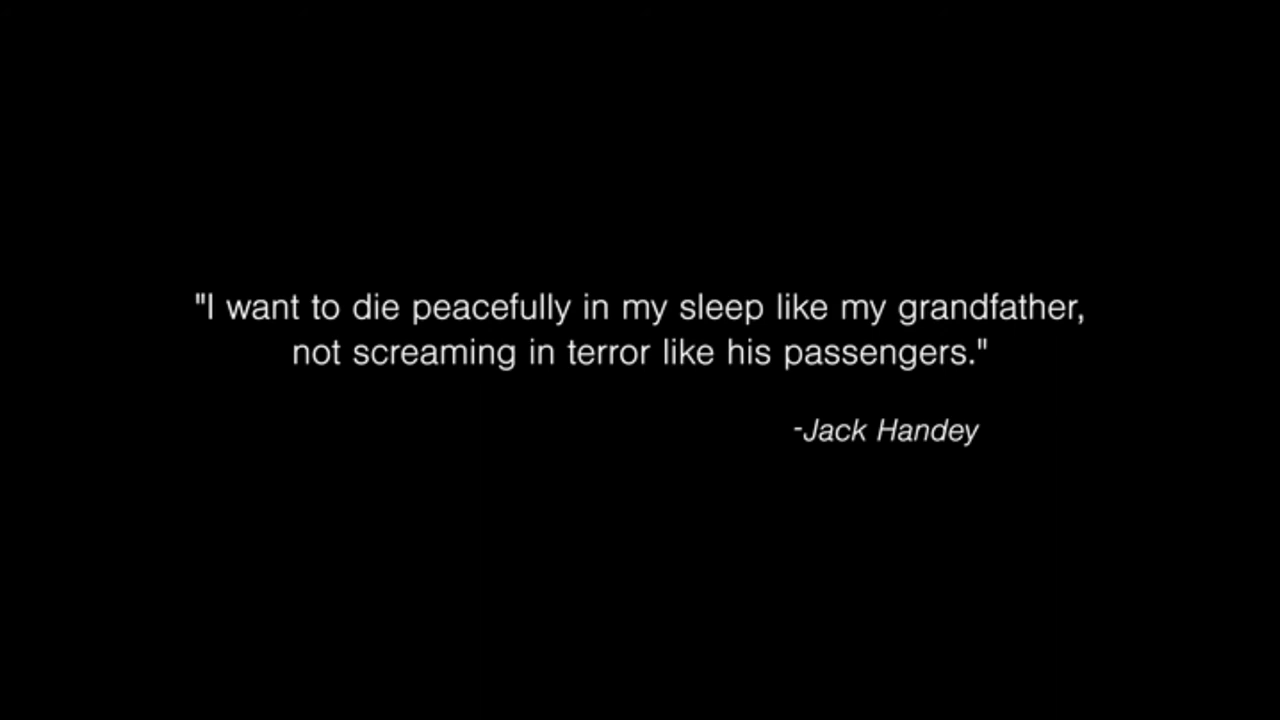 "I want to die peacefully in my sleep like my grandfather,
not screaming in terror like his passengers."
-Jack Handey